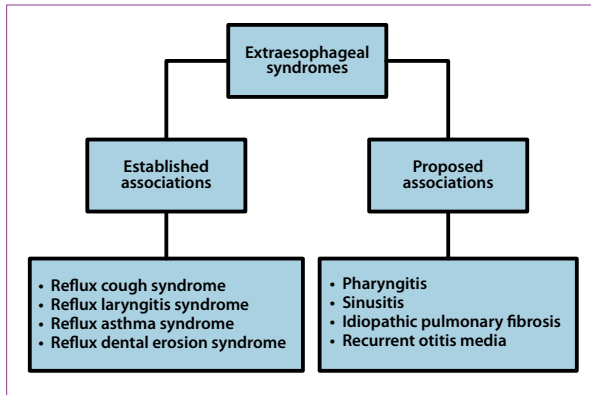 Extraesophageal
syndromes
Established
associations
Proposed
associations
• Reflux cough syndrome
• Reflux laryngitis syndrome
• Reflux asthma syndrome
• Reflux dental erosion syndrome
• Pharyngitis
• Sinusitis
• Idiopathic pulmonary fibrosis
• Recurrent otitis media